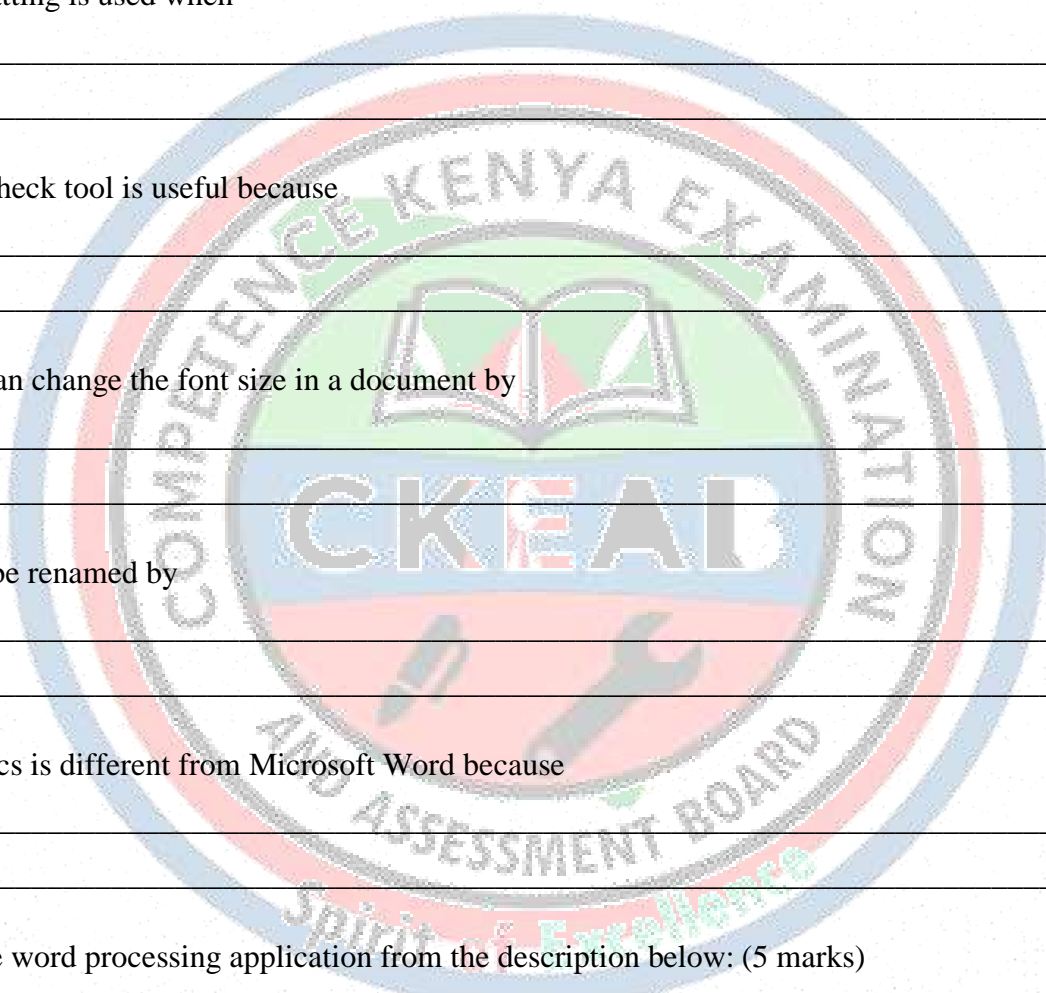 tting is used when
heck tool is useful because
an change the font size in a document by
be renamed by
cs is different from Microsoft Word because
e word processing application from the description below: (5 marks)
COMPETENCE KENYA EXAMINATION
CKEAB
AND ASSESSMENT BOARD
Spirit of Excellence